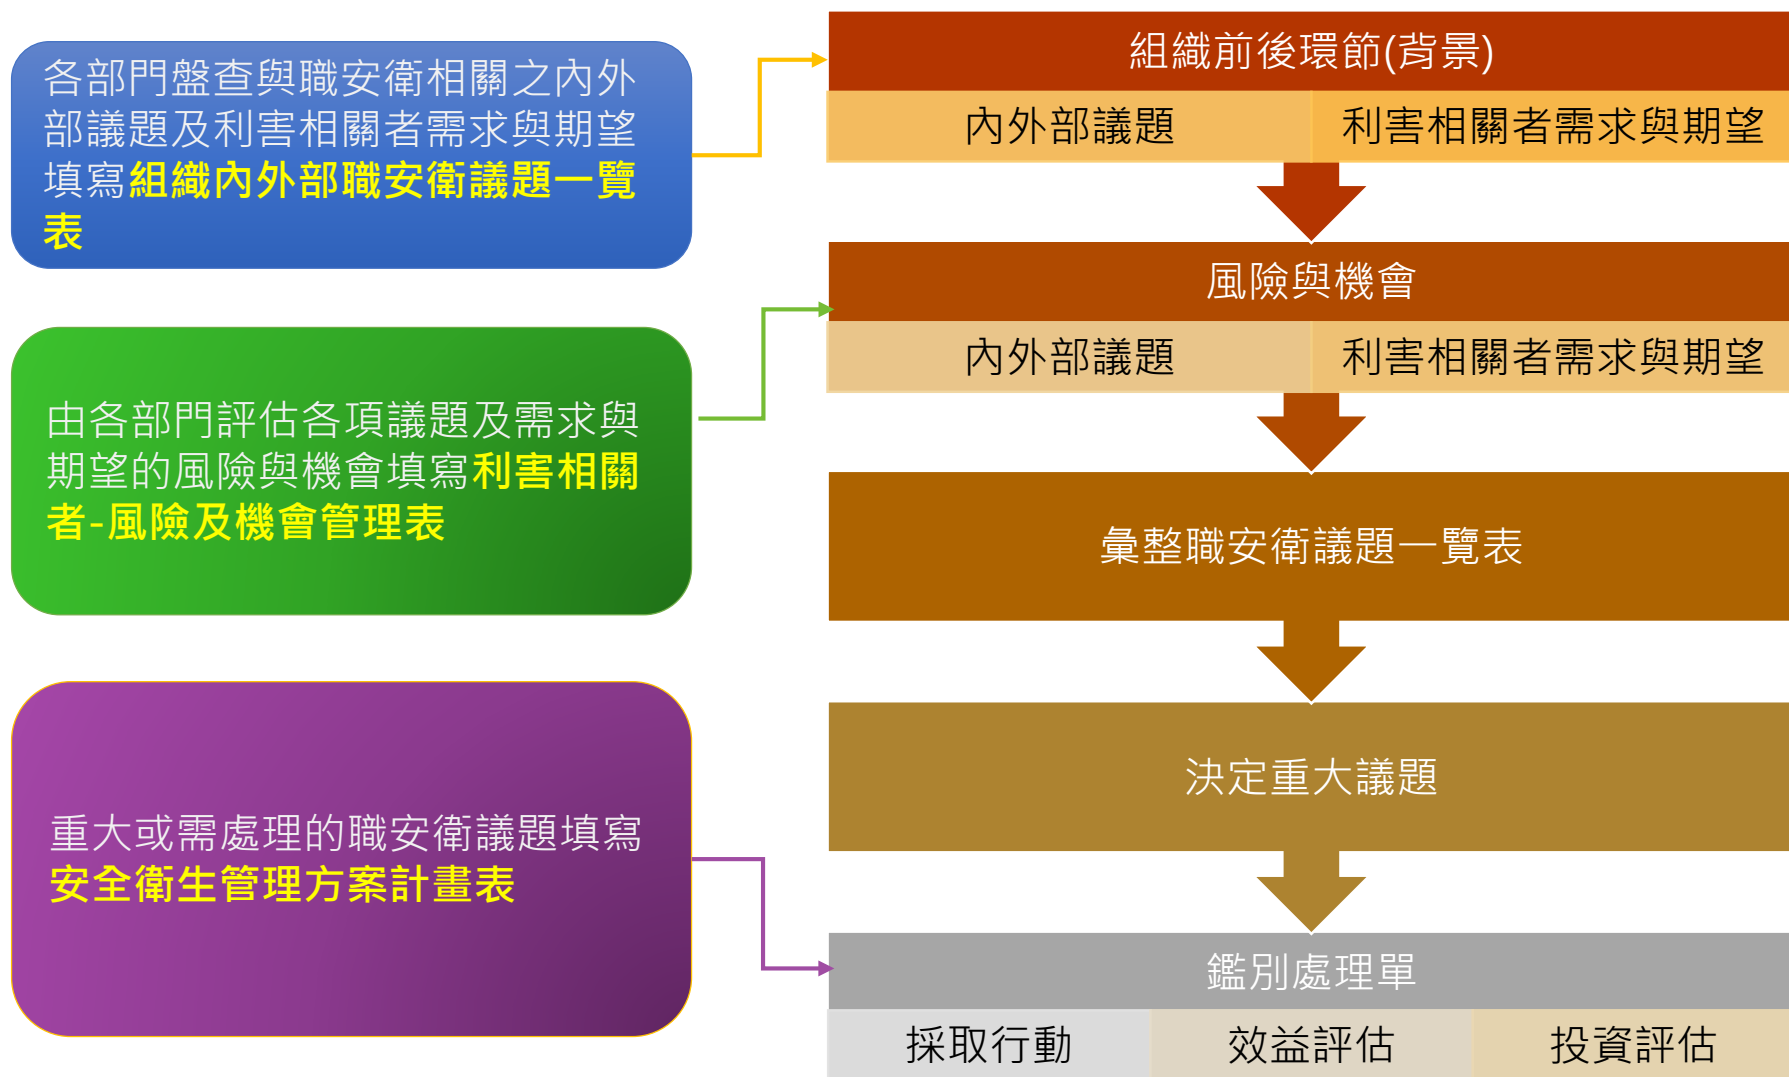 各部門盤查與職安衛相關之內外
部議題及利害相關者需求與期望
填寫組織內外部職安衛議題一覽
表
由各部門評估各項議題及需求與
期望的風險與機會填寫利害相關
者-風險及機會管理表
重大或需處理的職安衛議題填寫
安全衛生管理方案計畫表
組織前後環節(背景)
內外部議題
利害相關者需求與期望
風險與機會
內外部議題
利害相關者需求與期望
彙整職安衛議題一覽表
決定重大議題
鑑別處理單
採取行動
效益評估
投資評估